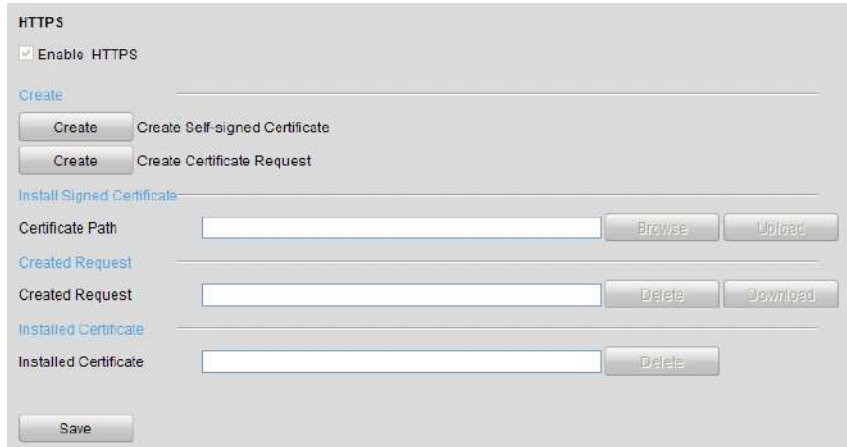 HTTPS
Enable HTTPS
Create
Create Create Self-signed Certificate
Create Create Certificate Request
Install Signed Certificate
Certificate Path Browse Upload
Created Request
Created Request Delete Download
Installed Certificate
Installed Certificate Delete
Save